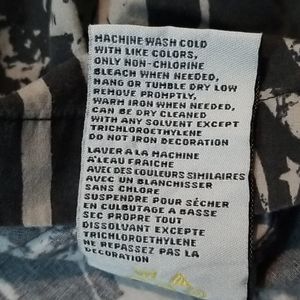 MACHINE WASH COLD
WITH LIKE COLORS,
ONLY NON-CHLORINE
BLEACH WHEN NEEDED,
HANG OR TUMBLE DRY LOW
REMOVE PROMPTLY,
WARM IRON WHEN NEEDED,
CAN BE DRY CLEANED
WITH ANY SOLVENT EXCEPT
TRICHLOROETHYLENE
DO NOT IRON DECORATION
LAVER A LA MACHINE
A L'EAU FRAICHE
AVEC DES COULEURS SIMILAIRES
AVEC UN BLANCHISSER
SANS CHLORE
SUSPENDRE POUR SÉCHER
EN CULBUTAGE A BASSE
SEC PROPRE TOUT
DISSOLVANT EXCEPTE
TRICHLOROETHYLENE
NE REPASSEZ PAS LA
DECORATION